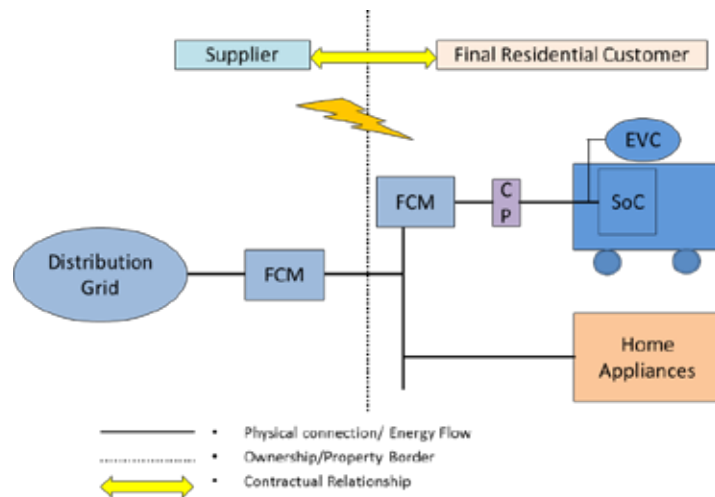 Supplier
Final Residential Customer
EVC
FCM
C
P
SoC
Distribution
Grid
FCM
Home
Appliances
• Physical connection/ Energy Flow
• Ownership/Property Border
• Contractual Relationship